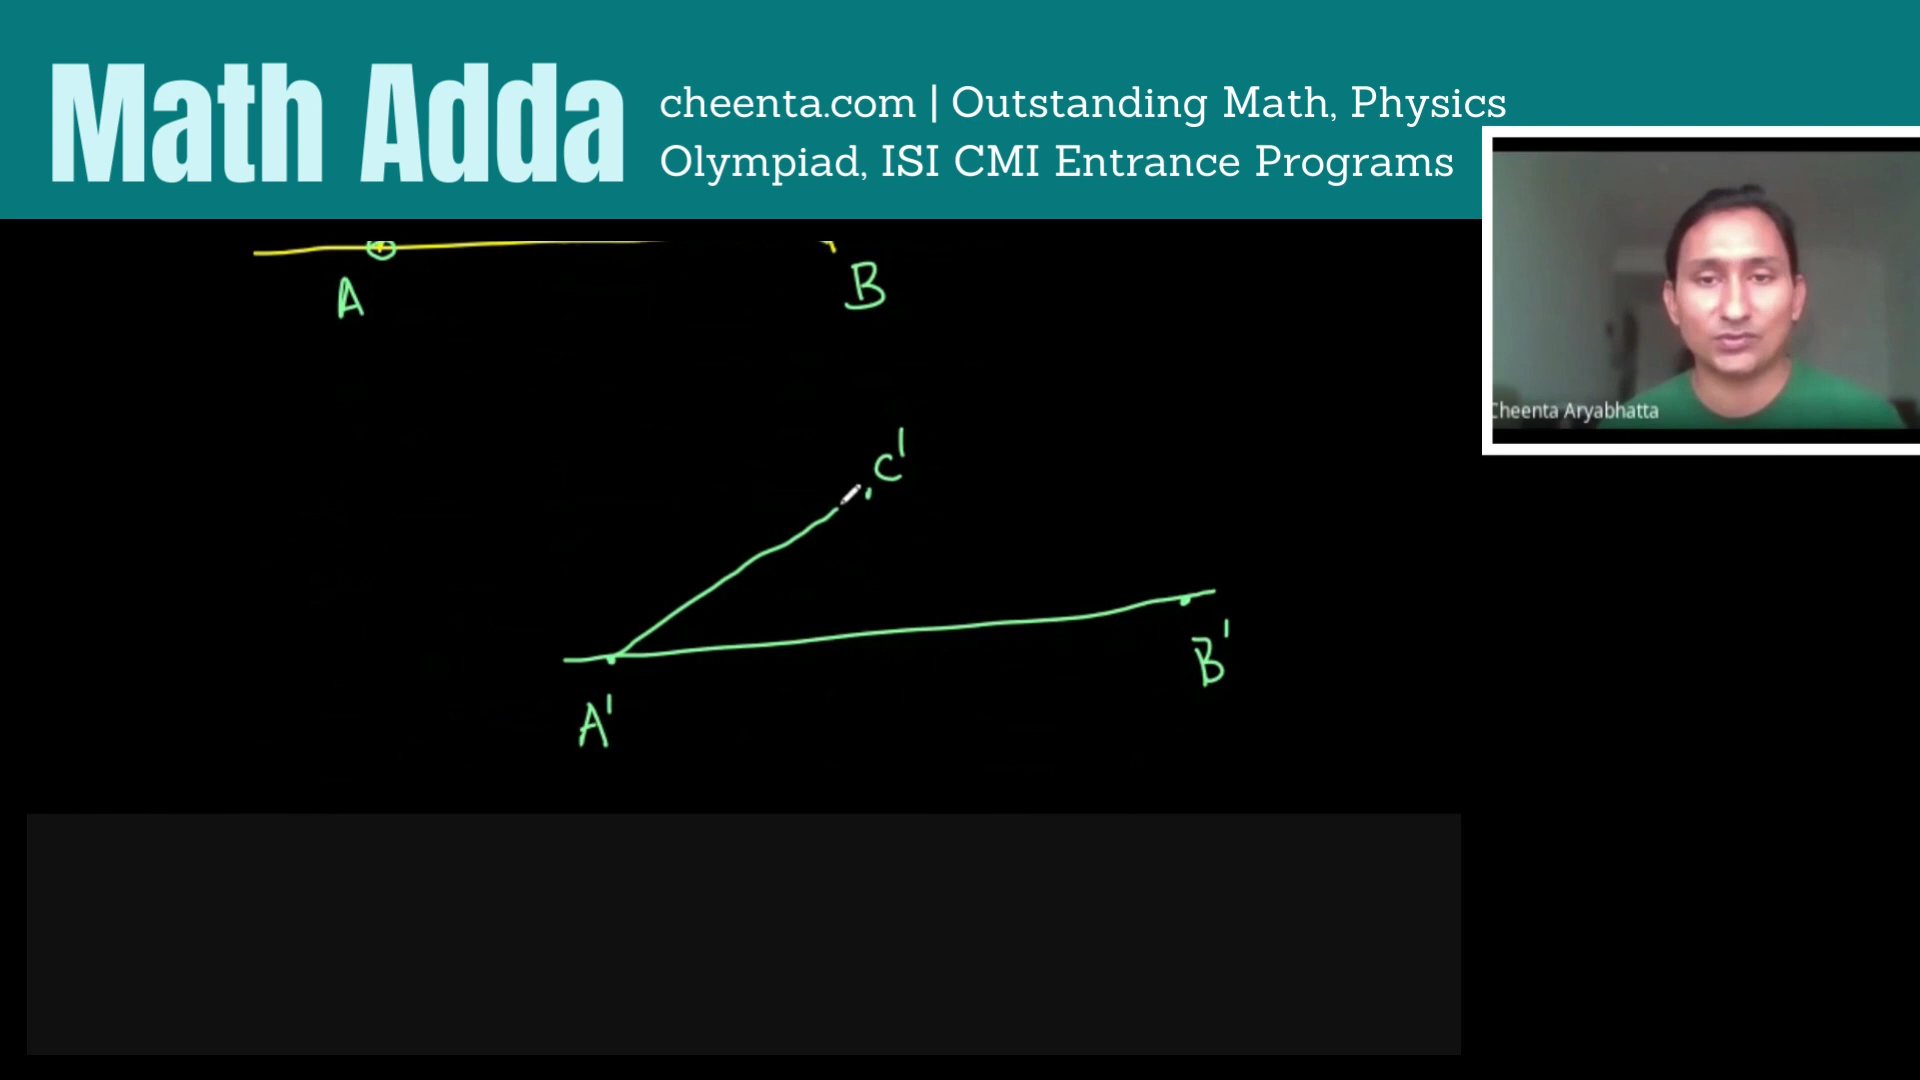 Math Adda
cheenta.com | Outstanding Math, Physics
Olympiad, ISI CMI Entrance Programs
A
B
Cheenta Aryabhatta
C'
B'
A'